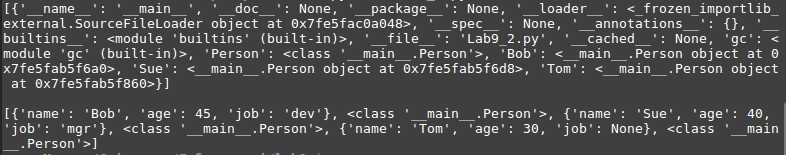 [{'__name__': '__main__', '__doc__': None, '__package__': None, '__loader__': <_frozen_importlib_
external.SourceFileLoader object at 0x7fe5fac0a048>, '__spec__': None, '__annotations__': {}, '__
builtins__': <module 'builtins' (built-in)>, '__file__': 'Lab9_2.py', '__cached__': None, 'gc': <
module 'gc' (built-in)>, 'Person': <class '__main__.Person'>, 'Bob': <__main__.Person object at 0
x7fe5fab5f6a0>, 'Sue': <__main__.Person object at 0x7fe5fab5f6d8>, 'Tom': <__main__.Person object
 at 0x7fe5fab5f860>}]

[{'name': 'Bob', 'age': 45, 'job': 'dev'}, <class '__main__.Person'>, {'name': 'Sue', 'age': 40,
'job': 'mgr'}, <class '__main__.Person'>, {'name': 'Tom', 'age': 30, 'job': None}, <class '__main
__.Person'>]